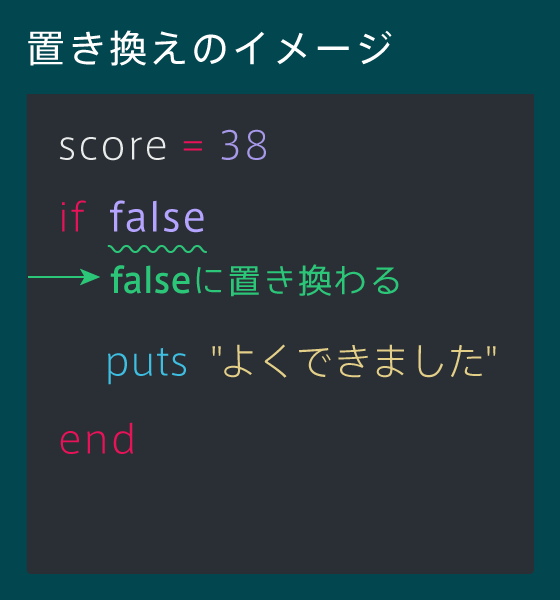 置き換えのイメージ
score = 38
if false
falseに置き換わる
puts "よくできました"
end